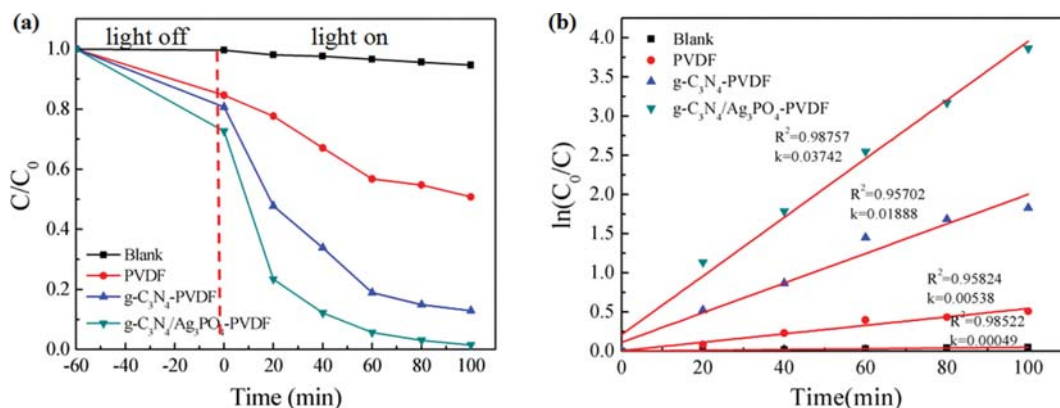 (a)
light off light on
1.0
0.8
0.6
0.4
0.2
0.0
C/C₀
Blank
PVDF
g-C₃N₄-PVDF
g-C₃N₄/Ag₃PO₄-PVDF
-60 -40 -20 0 20 40 60 80 100
Time (min)
(b)
4.0
3.5
3.0
2.5
2.0
1.5
1.0
0.5
0.0
ln(C₀/C)
Blank
PVDF
g-C₃N₄-PVDF
g-C₃N₄/Ag₃PO₄-PVDF
R²=0.98757
k=0.03742
R²=0.95702
k=0.01888
R²=0.95824
k=0.00538
R²=0.98522
k=0.00049
0 20 40 60 80 100
Time(min)